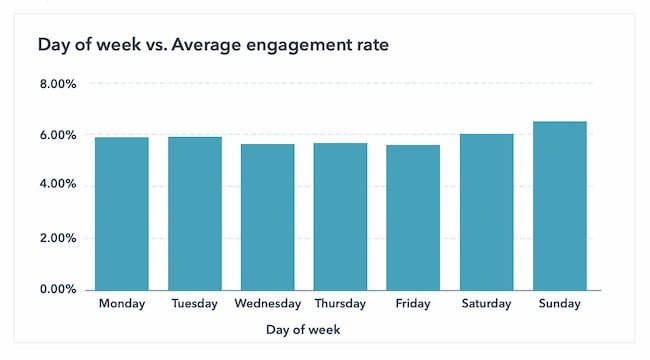 Day of week vs. Average engagement rate
8.00%
6.00%
4.00%
2.00%
0.00%
Monday Tuesday Wednesday Thursday Friday Saturday Sunday
Day of week